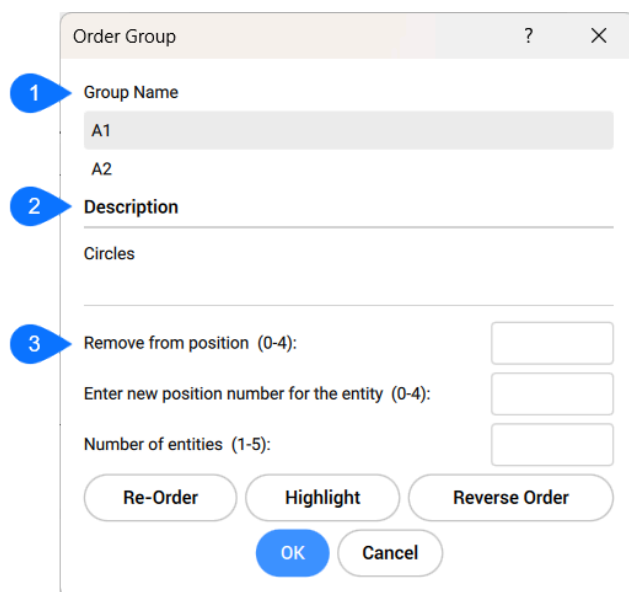 Order Group ?
1 Group Name
A1
A2
2 Description
Circles
3 Remove from position (0-4):
Enter new position number for the entity (0-4):
Number of entities (1-5):
Re-Order Highlight Reverse Order
OK Cancel